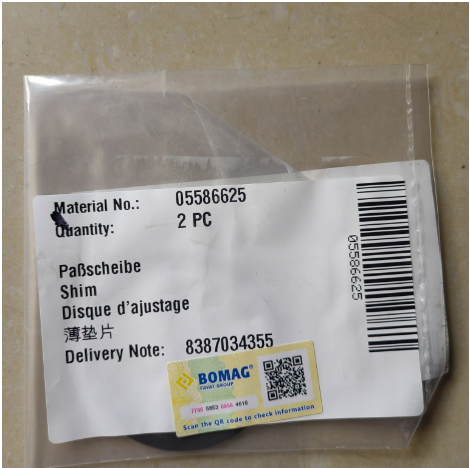 Material No.: 05586625
Quantity: 2 PC
Paßscheibe
Shim
Disque d'ajustage
薄垫片
Delivery Note: 8387034355
05586625
BOMAG®
FAYAT GROUP
Scan the QR code to check information